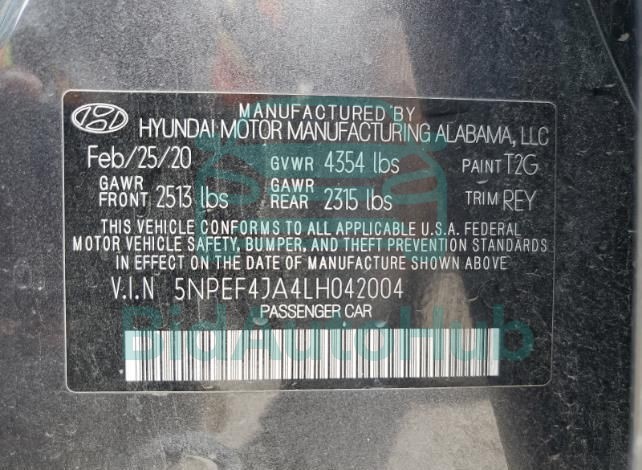 MANUFACTURED BY
HYUNDAI MOTOR MANUFACTURING ALABAMA, LLC
Feb/25/20 GVWR 4354 lbs PAINT T2G
GAWR FRONT 2513 lbs GAWR REAR 2315 lbs TRIM REY
THIS VEHICLE CONFORMS TO ALL APPLICABLE U.S.A. FEDERAL
MOTOR VEHICLE SAFETY, BUMPER, AND THEFT PREVENTION STANDARDS
IN EFFECT ON THE DATE OF MANUFACTURE SHOWN ABOVE
V.I.N 5NPEF4JA4LH042004
PASSENGER CAR
BidAutoHub